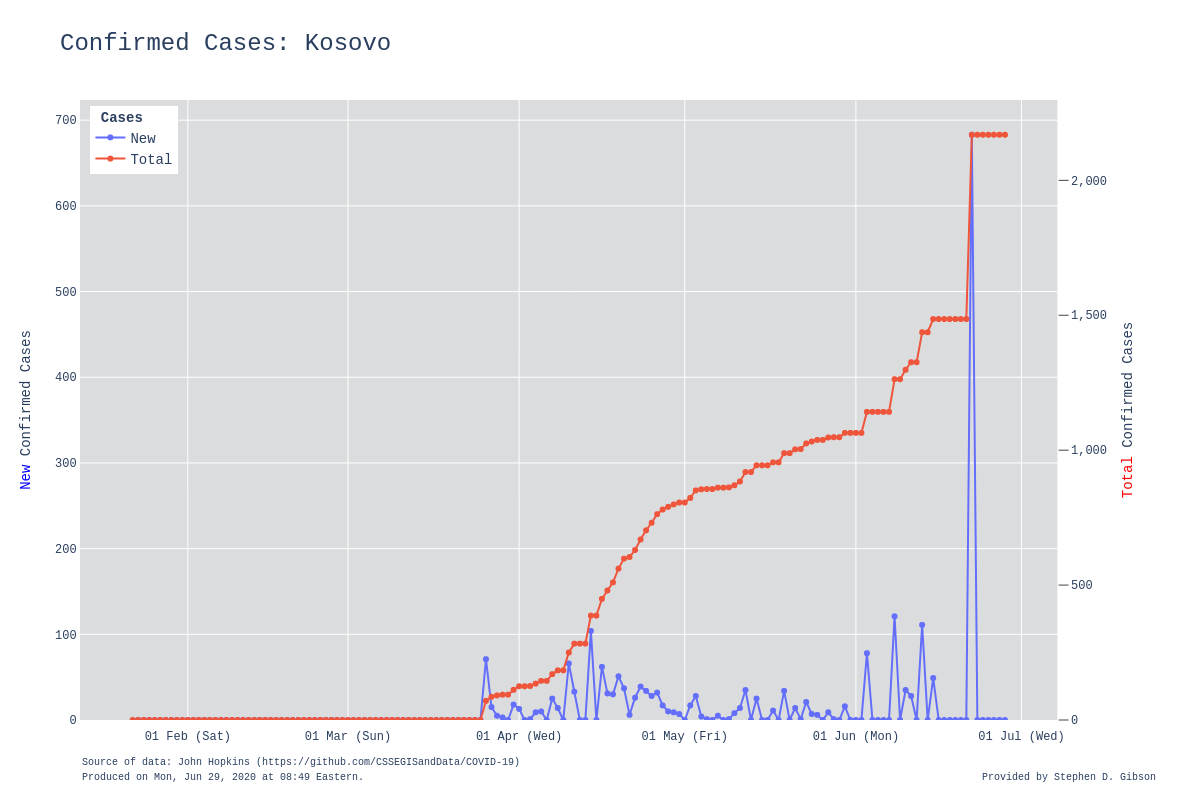 Confirmed Cases: Kosovo
Cases
New
Total
700
600
500
400
300
200
100
0
2,000
1,500
1,000
500
0
New Confirmed Cases
Total Confirmed Cases
01 Feb (Sat)
01 Mar (Sun)
01 Apr (Wed)
01 May (Fri)
01 Jun (Mon)
01 Jul (Wed)
Source of data: John Hopkins (https://github.com/CSSEGISandData/COVID-19)
Produced on Mon, Jun 29, 2020 at 08:49 Eastern.
Provided by Stephen D. Gibson